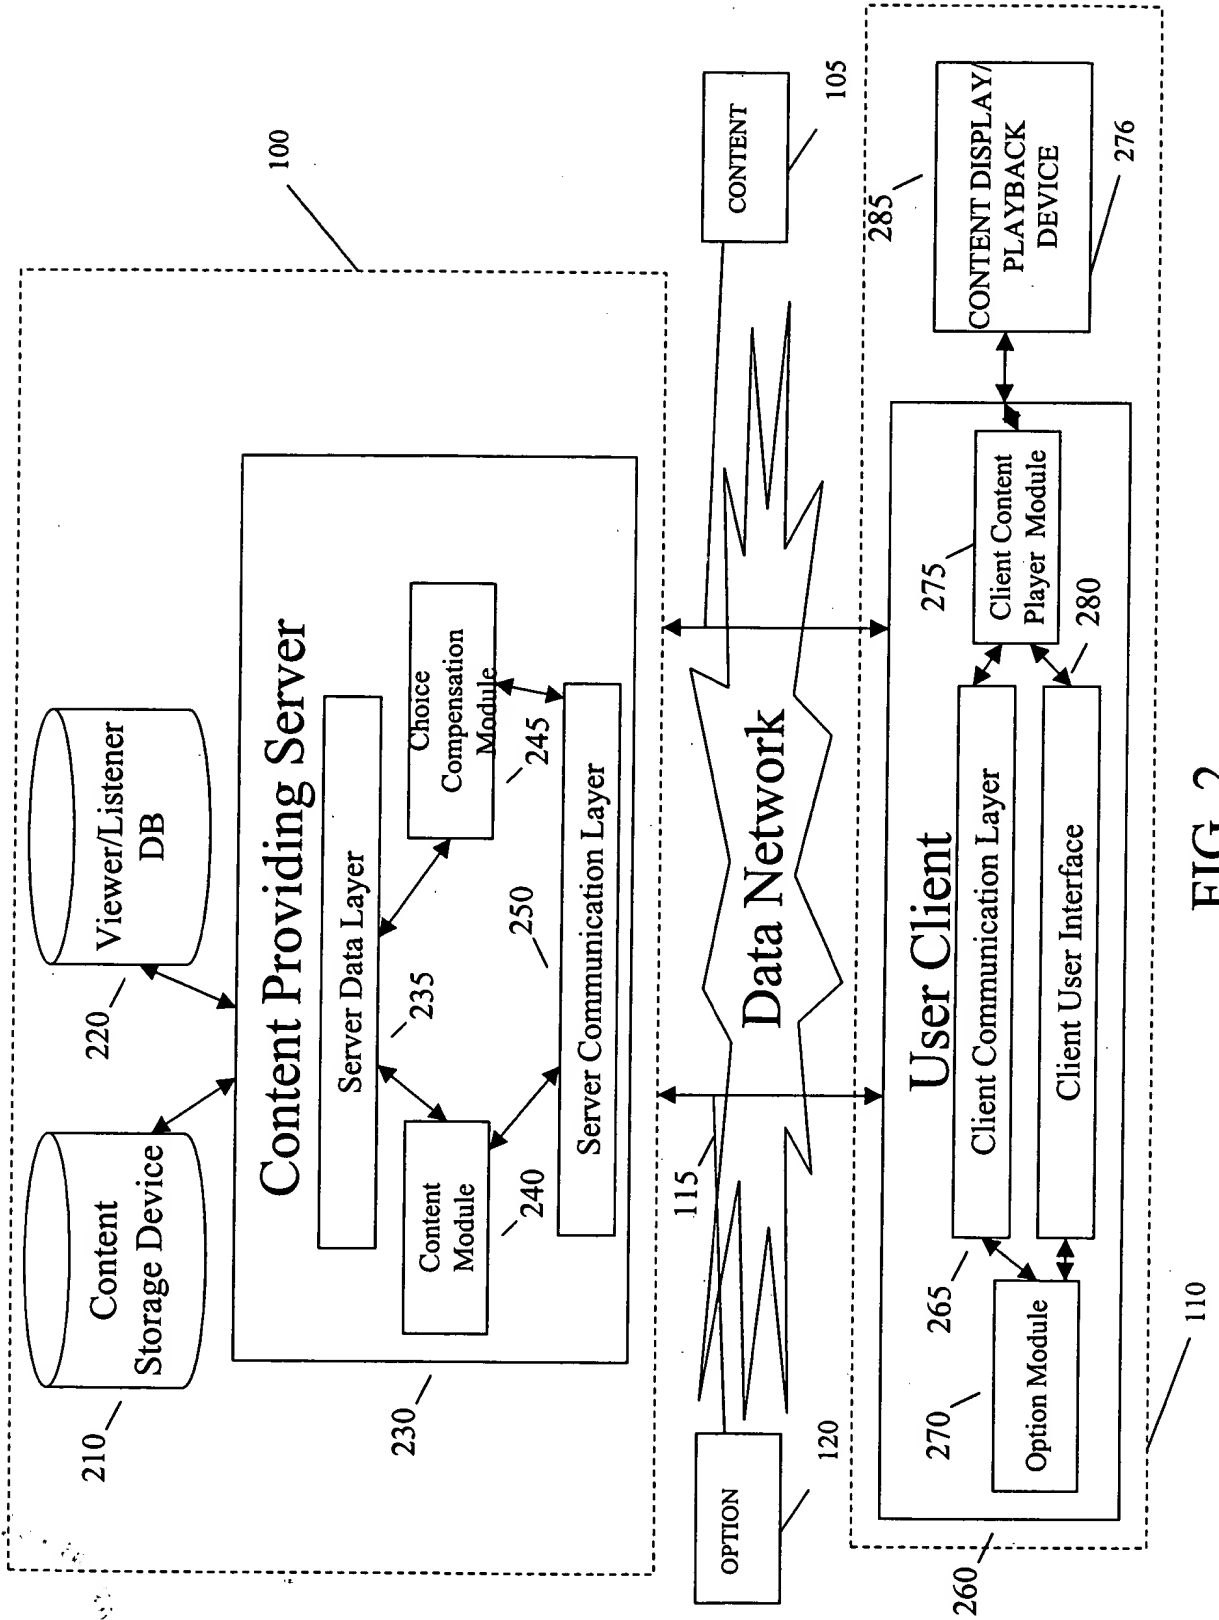 100
Content
Storage Device
210
Viewer/Listener
DB
220
Content Providing Server
230
Server Data Layer
235
Content
Module
240
Choice
Compensation
Module
245
Server Communication Layer
250
OPTION
120
115
Data Network
CONTENT
105
User Client
260
Client Communication Layer
265
Option Module
270
Client User Interface
280
Client Content
Player Module
275
CONTENT DISPLAY/
PLAYBACK
DEVICE
285
276
110
FIG. 2